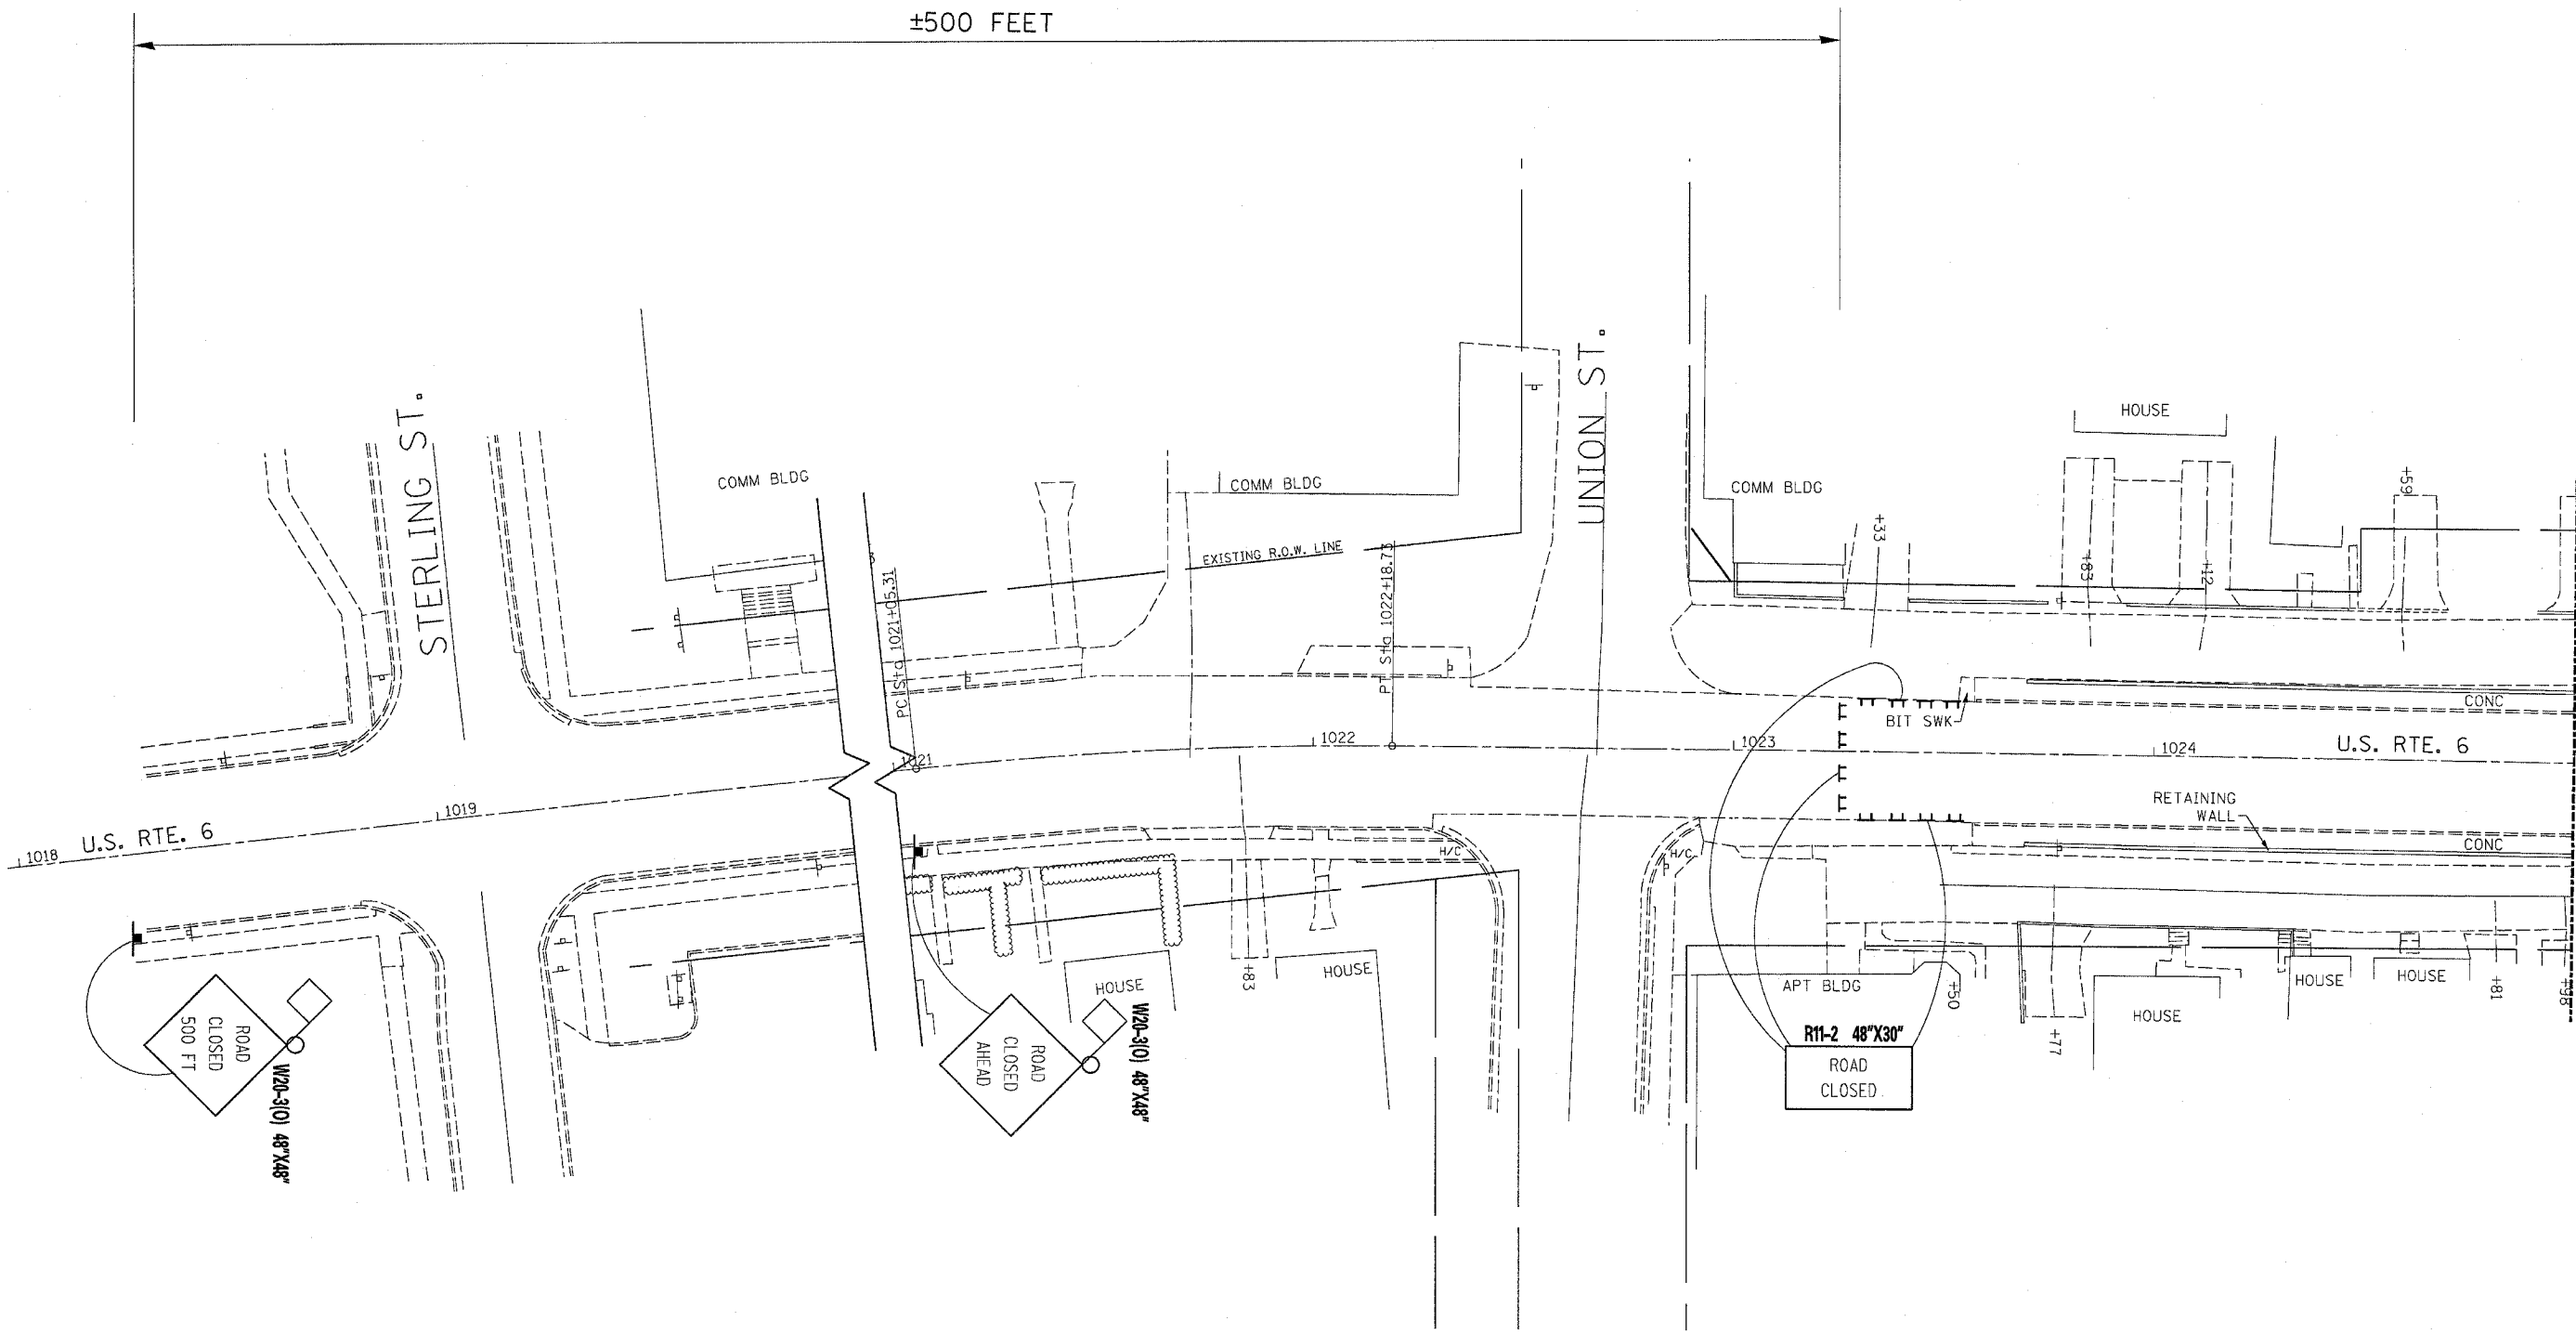 ±500 FEET
STERLING ST.
UNION ST.
HOUSE
COMM BLDG
COMM BLDG
COMM BLDG
+59
+33
+83
+12
EXISTING R.O.W. LINE
PC Sta 1021+05.31
PT Sta 1022+18.73
BIT SWK
CONC
1018
U.S. RTE. 6
1019
1021
1022
1023
1024
U.S. RTE. 6
RETAINING
WALL
CONC
H/C
H/C
HOUSE
+83
HOUSE
APT BLDG
+50
+77
HOUSE
HOUSE
HOUSE
+81
+98
ROAD
CLOSED
500 FT
W20-3(O) 48"X48"
ROAD
CLOSED
AHEAD
W20-3(O) 48"X48"
R11-2 48"X30"
ROAD
CLOSED